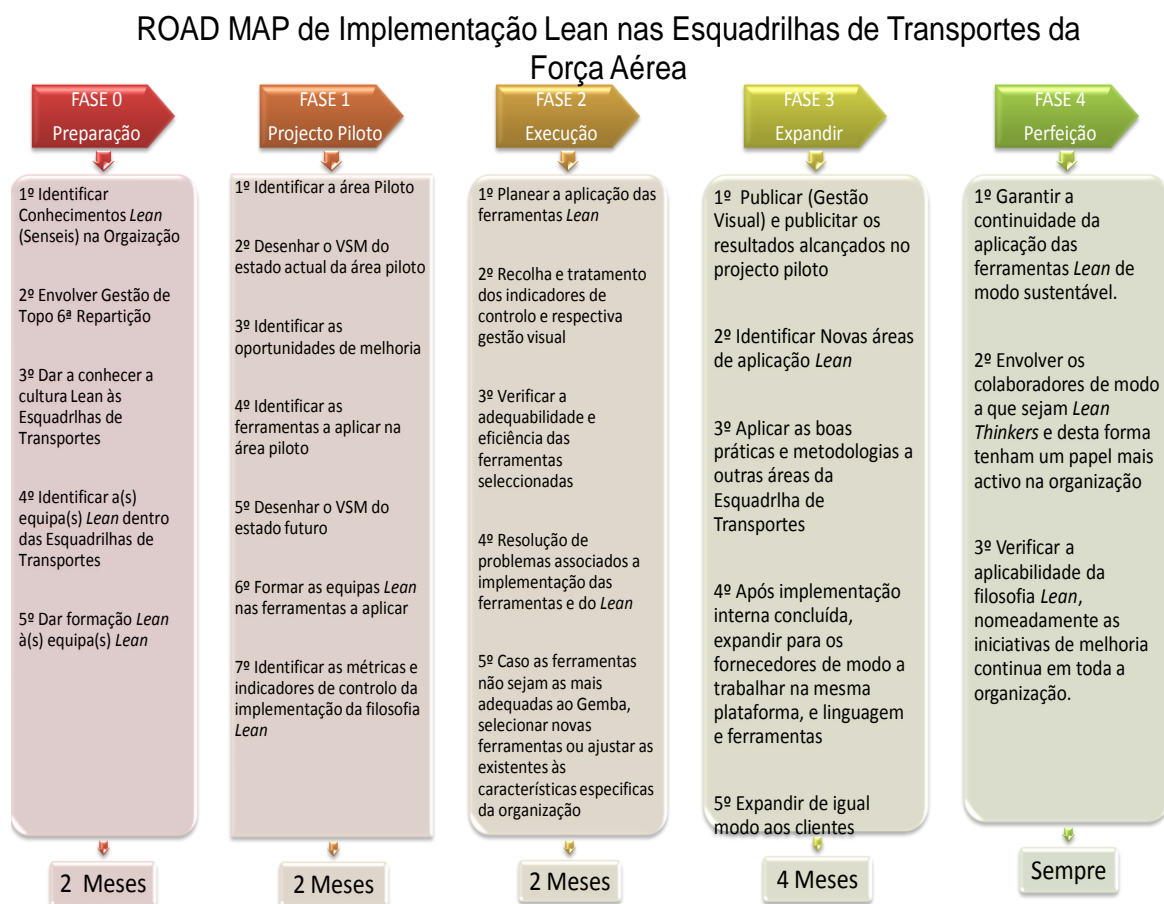 ROAD MAP de Implementação Lean nas Esquadrilhas de Transportes da
Força Aérea
FASE 0
Preparação
1º Identificar
Conhecimentos Lean
(Senseis) na Orgaização
2º Envolver Gestão de
Topo 6ª Repartição
3º Dar a conhecer a
cultura Lean às
Esquadrlhas de
Transportes
4º Identificar a(s)
equipa(s) Lean dentro
das Esquadrilhas de
Transportes
5º Dar formação Lean
à(s) equipa(s) Lean
2 Meses
FASE 1
Projecto Piloto
1º Identificar a área Piloto
2º Desenhar o VSM do
estado actual da área piloto
3º Identificar as
oportunidades de melhoria
4º Identificar as
ferramentas a aplicar na
área piloto
5º Desenhar o VSM do
estado futuro
6º Formar as equipas Lean
nas ferramentas a aplicar
7º Identificar as métricas e
indicadores de controlo da
implementação da filosofia
Lean
2 Meses
FASE 2
Execução
1º Planear a aplicação das
ferramentas Lean
2º Recolha e tratamento
dos indicadores de
controlo e respectiva
gestão visual
3º Verificar a
adequabilidade e
eficiência das
ferramentas
seleccionadas
4º Resolução de
problemas associados a
implementação das
ferramentas e do Lean
5º Caso as ferramentas
não sejam as mais
adequadas ao Gemba,
selecionar novas
ferramentas ou ajustar as
existentes às
características especificas
da organização
2 Meses
FASE 3
Expandir
1º Publicar (Gestão
Visual) e publicitar os
resultados alcançados no
projecto piloto
2º Identificar Novas áreas
de aplicação Lean
3º Aplicar as boas
práticas e metodologias a
outras áreas da
Esquadrlha de
Transportes
4º Após implementação
interna concluída,
expandir para os
fornecedores de modo a
trabalhar na mesma
plataforma, e linguagem
e ferramentas
5º Expandir de igual
modo aos clientes
4 Meses
FASE 4
Perfeição
1º Garantir a
continuidade da
aplicação das
ferramentas Lean de
modo sustentável.
2º Envolver os
colaboradores de modo
a que sejam Lean
Thinkers e desta forma
tenham um papel mais
activo na organização
3º Verificar a
aplicabilidade da
filosofia Lean,
nomeadamente as
iniciativas de melhoria
continua em toda a
organização.
Sempre